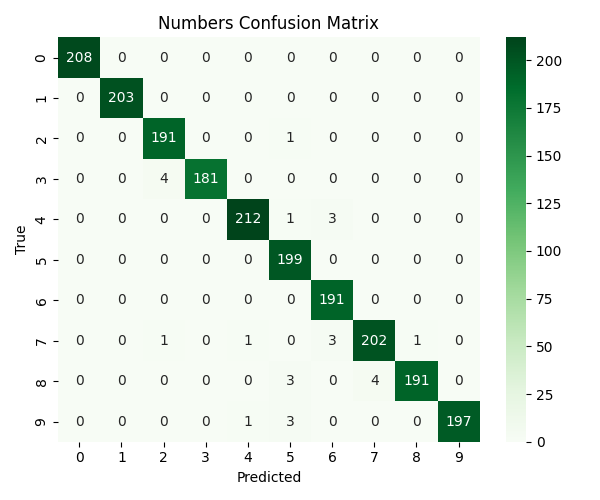 Numbers Confusion Matrix
0 208 0 0 0 0 0 0 0 0 0
1 0 203 0 0 0 0 0 0 0 0
2 0 0 191 0 0 1 0 0 0 0
3 0 0 4 181 0 0 0 0 0 0
4 0 0 0 0 212 1 3 0 0 0
5 0 0 0 0 0 199 0 0 0 0
6 0 0 0 0 0 0 191 0 0 0
7 0 0 1 0 1 0 3 202 1 0
8 0 0 0 0 0 3 0 4 191 0
9 0 0 0 0 1 3 0 0 0 197
0 1 2 3 4 5 6 7 8 9
Predicted
True
200
175
150
125
100
75
50
25
0